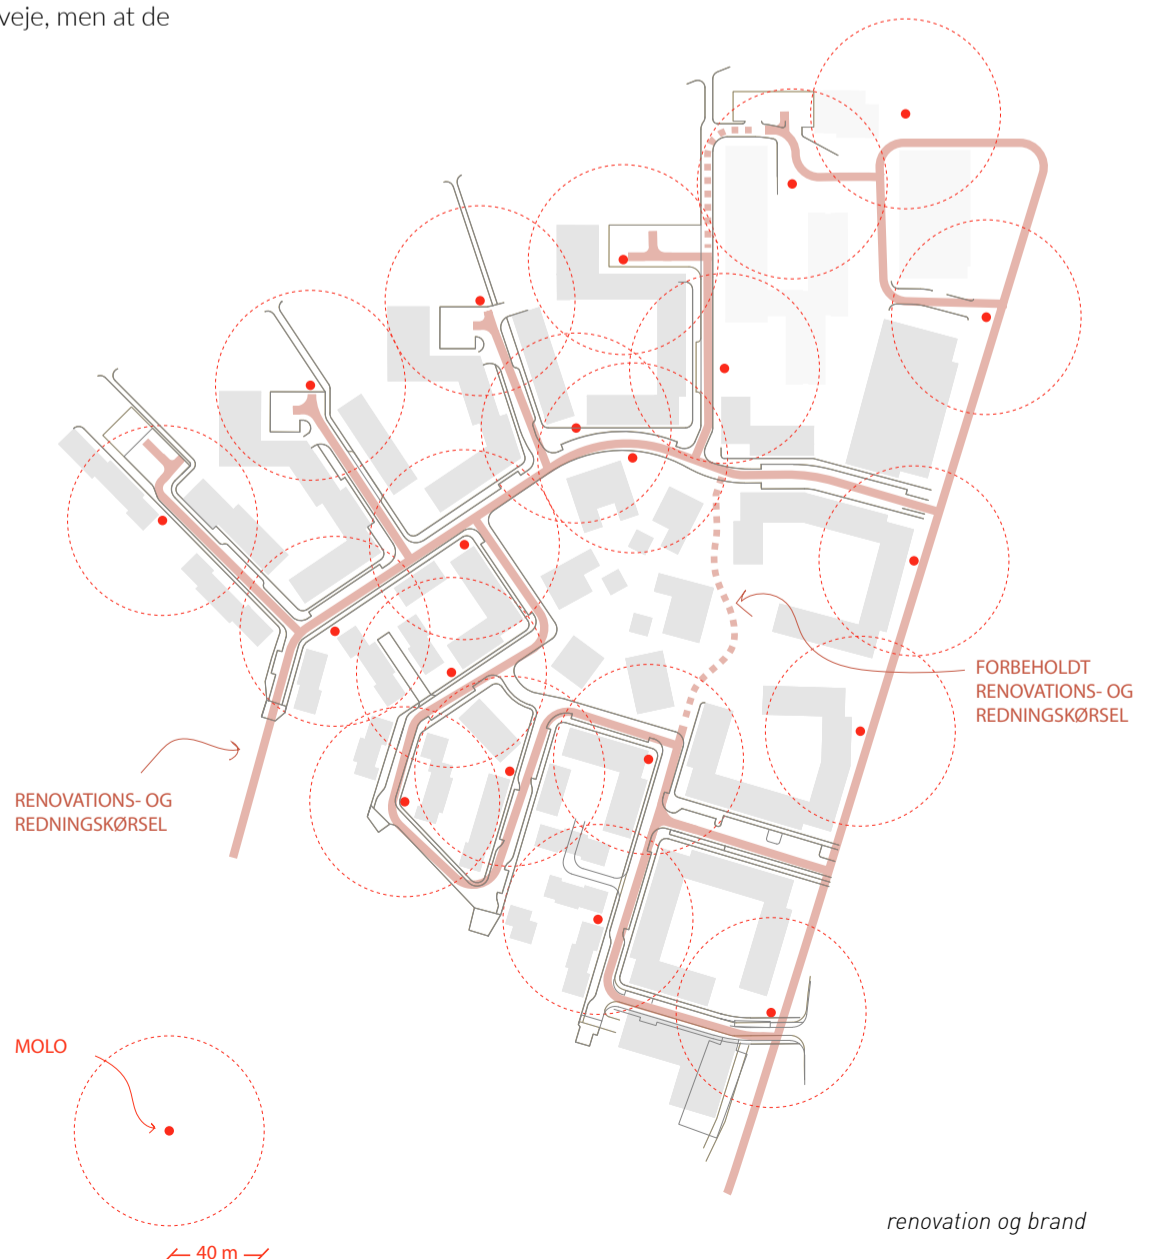 veje, men at de
FORBEHOLDT
RENOVATIONS- OG
REDNINGSKØRSEL
RENOVATIONS- OG
REDNINGSKØRSEL
MOLO
40 m
renovation og brand